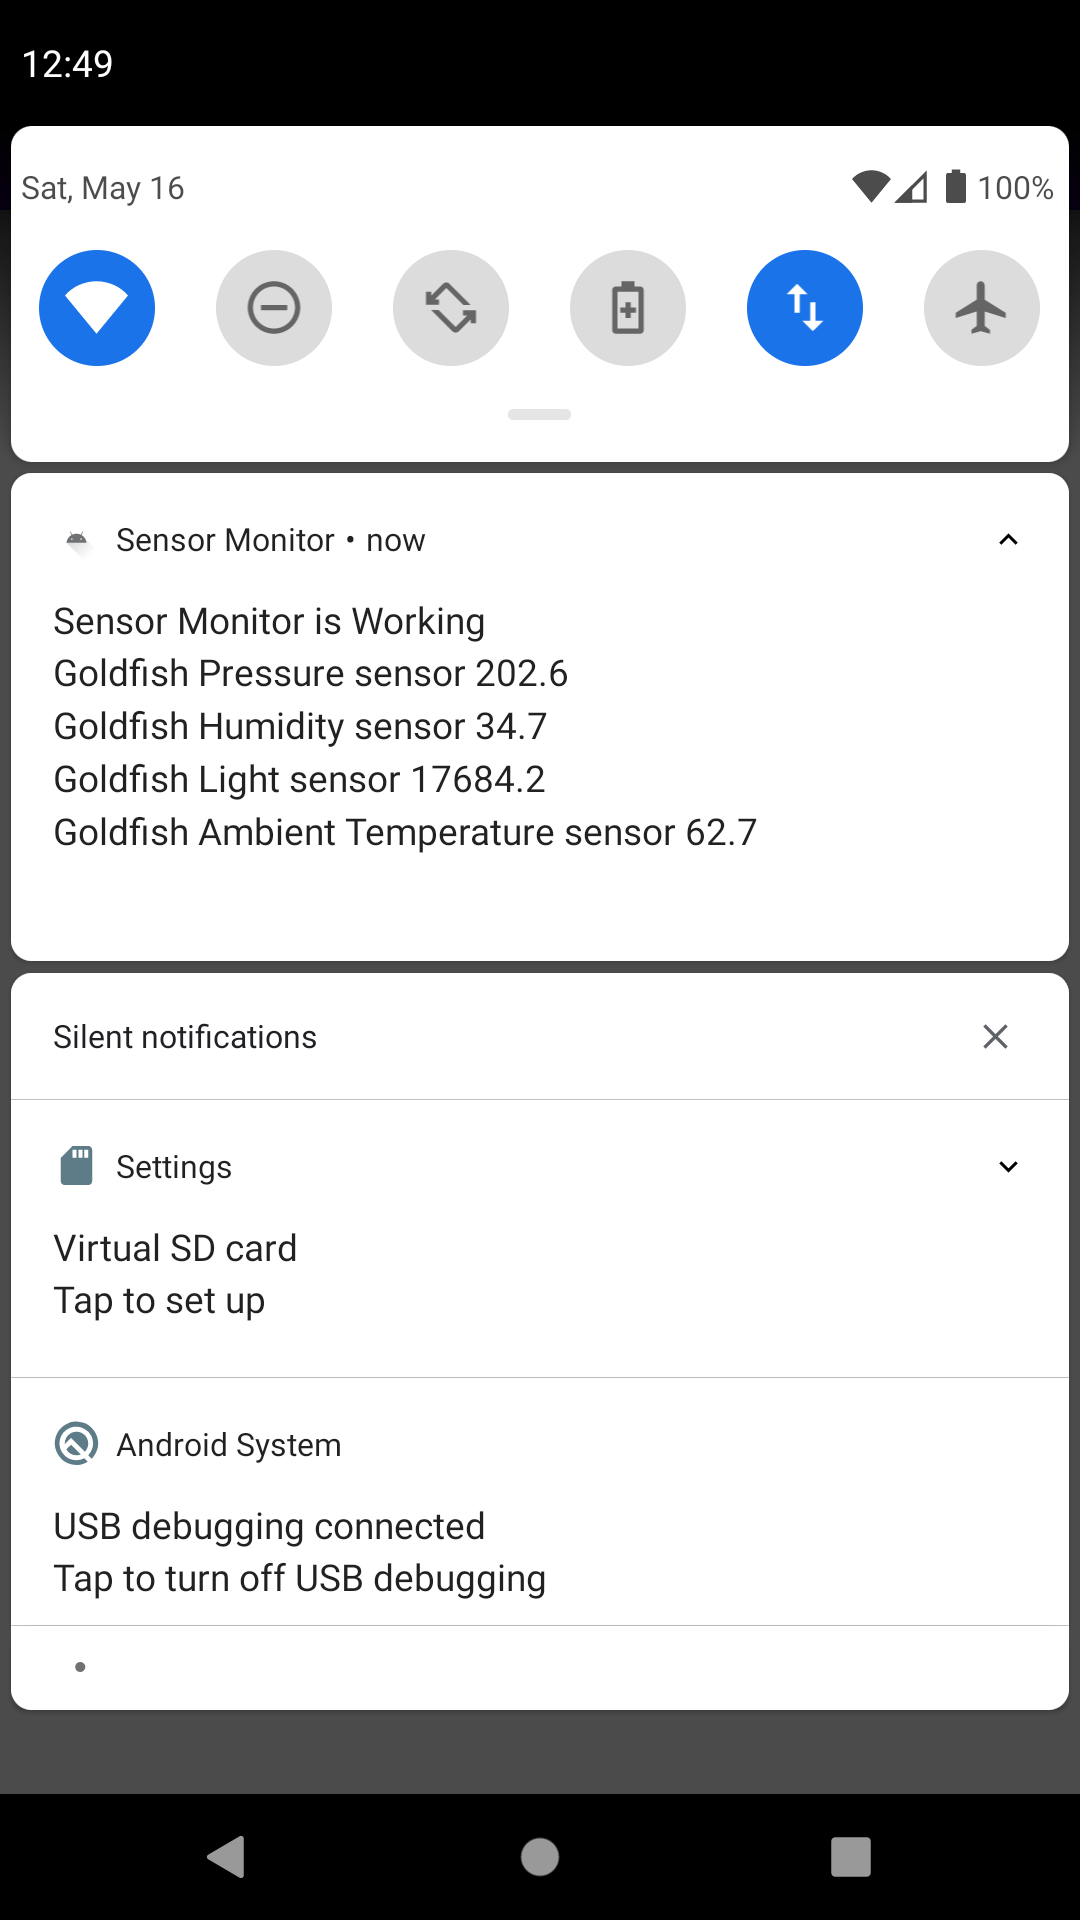 12:49
Sat, May 16 100%
Sensor Monitor • now
Sensor Monitor is Working
Goldfish Pressure sensor 202.6
Goldfish Humidity sensor 34.7
Goldfish Light sensor 17684.2
Goldfish Ambient Temperature sensor 62.7
Silent notifications
Settings
Virtual SD card
Tap to set up
Android System
USB debugging connected
Tap to turn off USB debugging